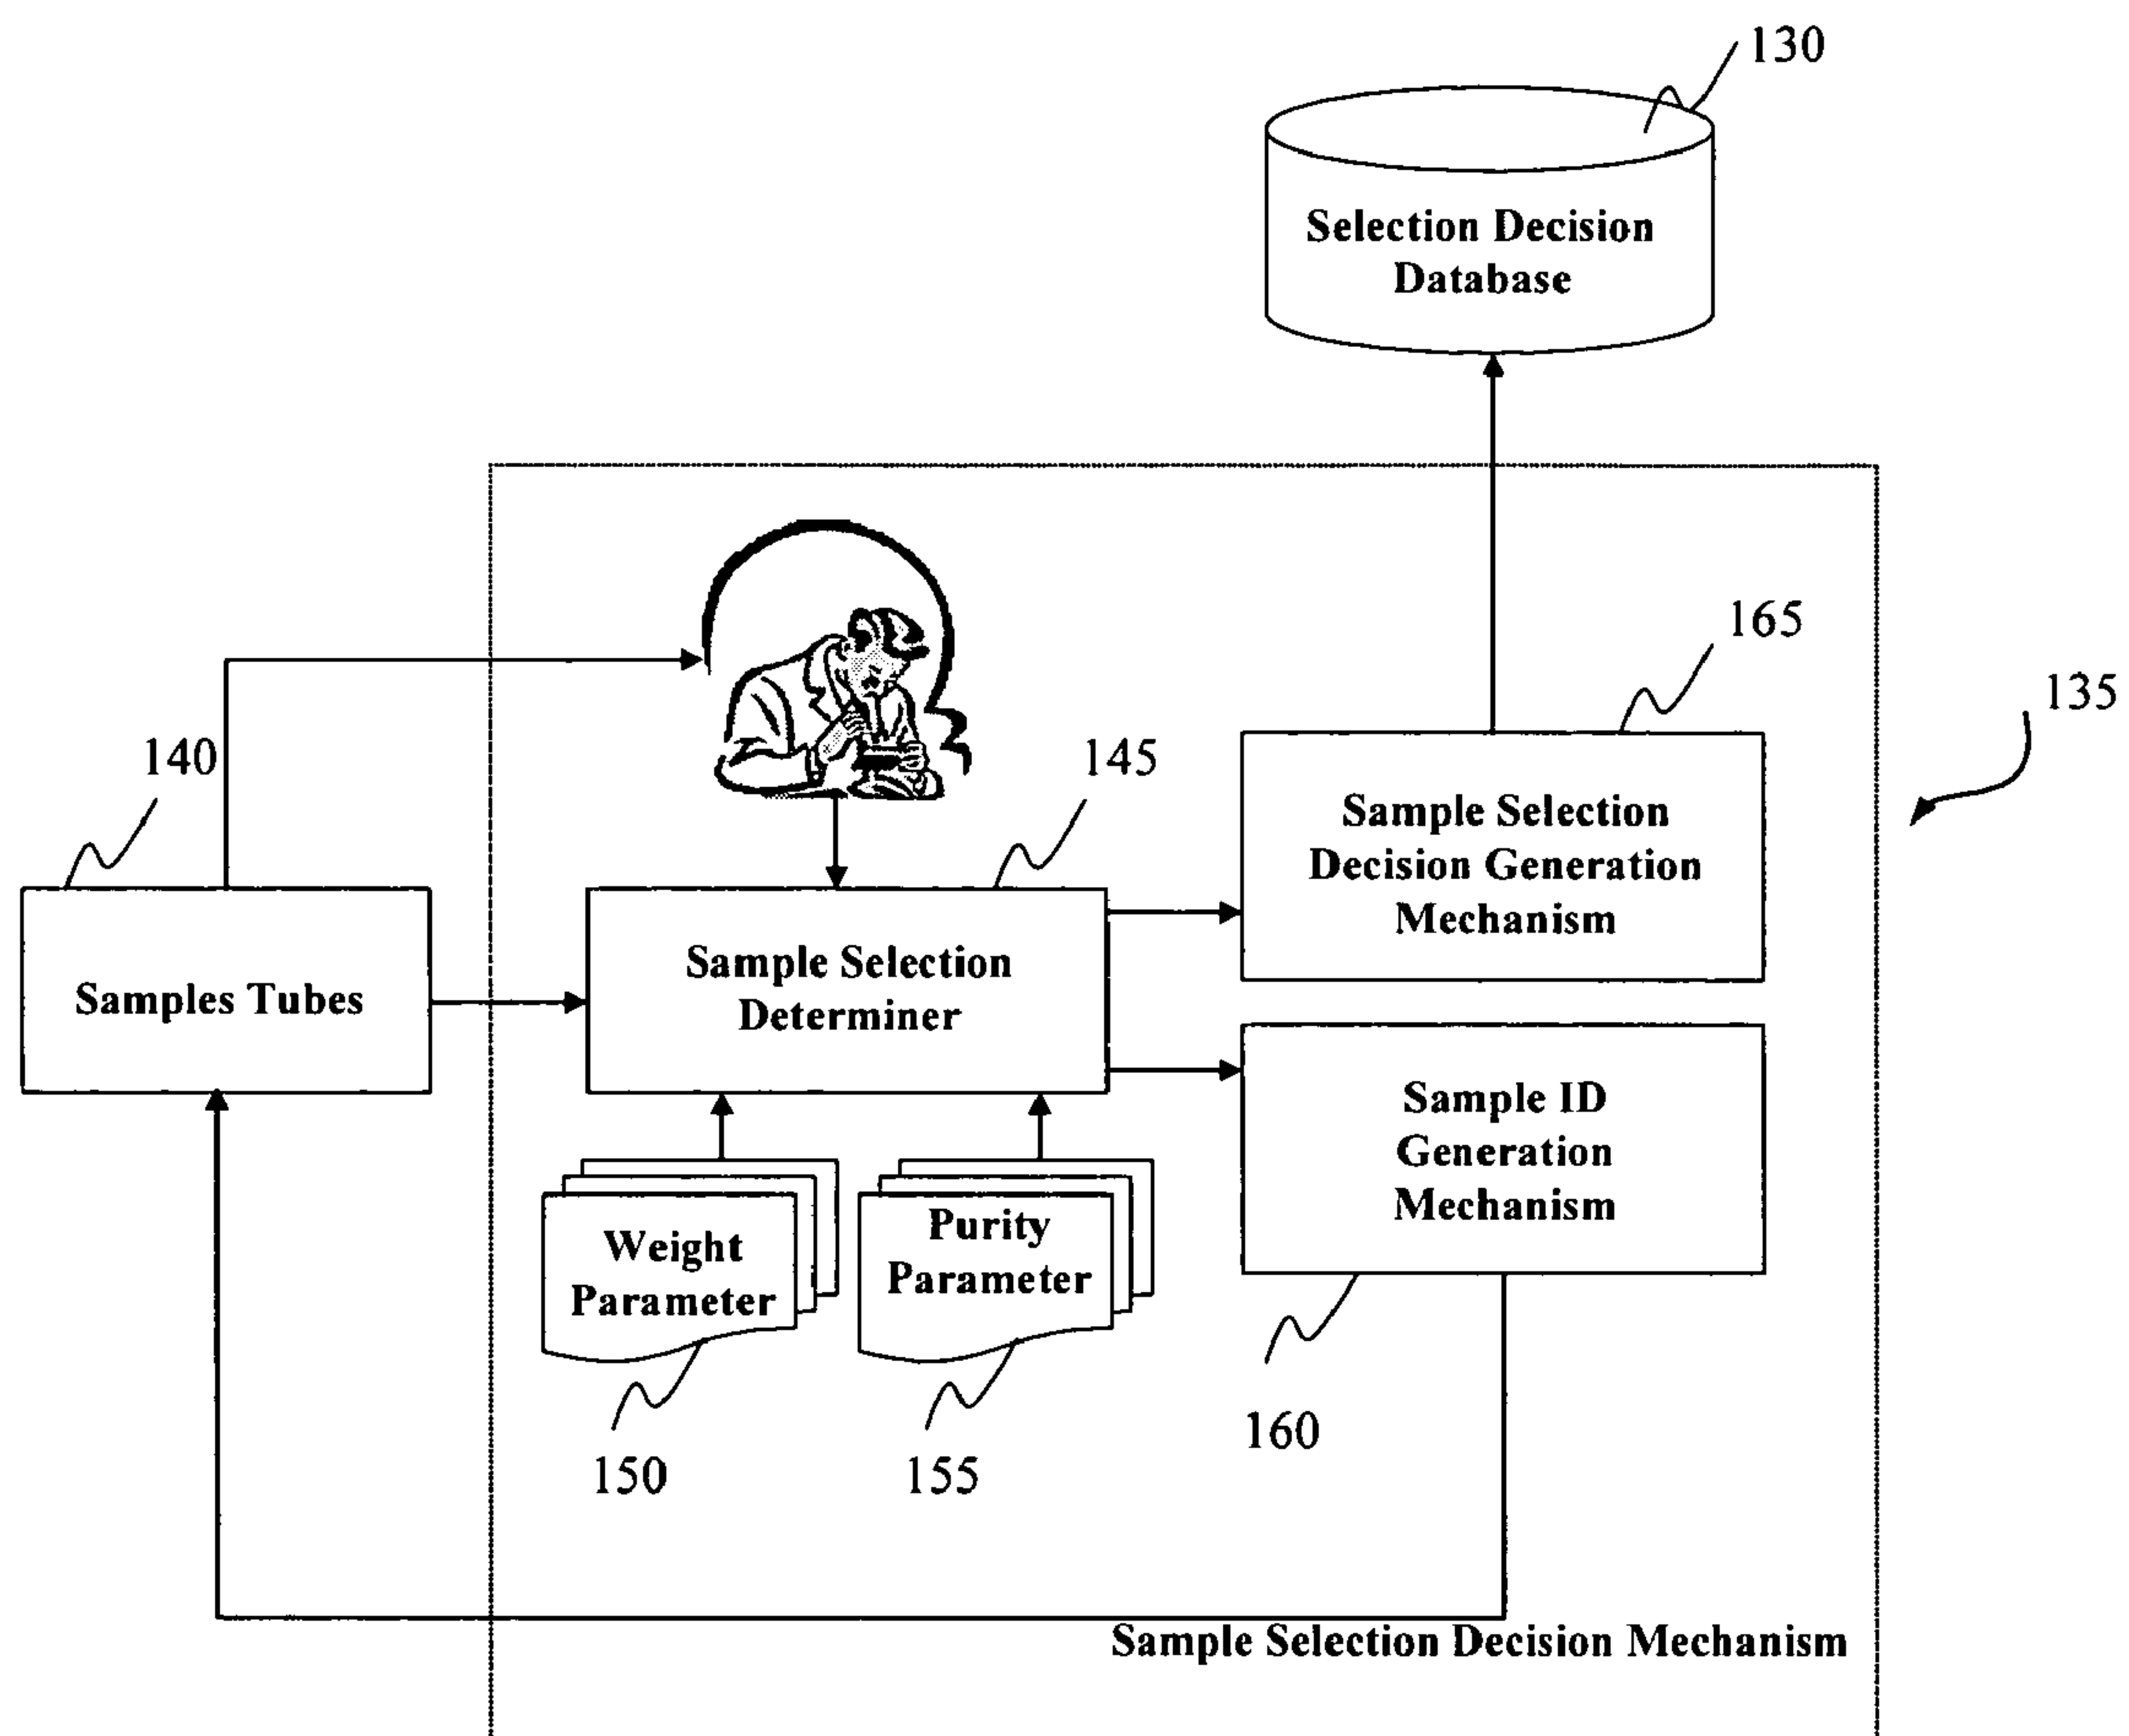 130
Selection Decision
Database
165
135
140
145
Sample Selection
Decision Generation
Mechanism
Samples Tubes
Sample Selection
Determiner
Sample ID
Generation
Mechanism
Weight
Parameter
Purity
Parameter
150
155
160
Sample Selection Decision Mechanism